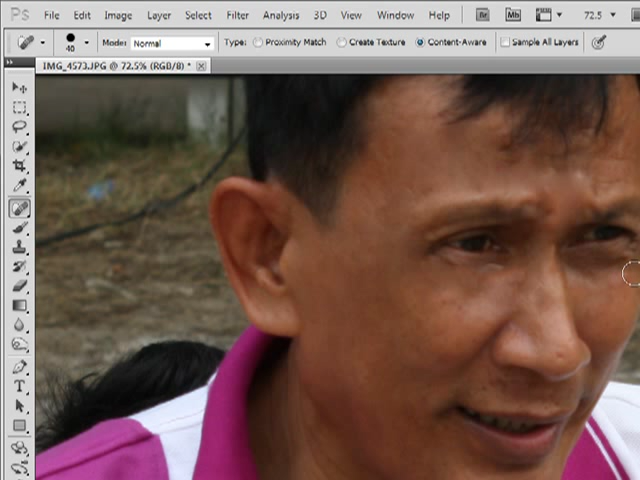 Ps File Edit Image Layer Select Filter Analysis 3D View Window Help Br Mb 72.5
40 Mode: Normal Type: Proximity Match Create Texture Content-Aware Sample All Layers
IMG_4573.JPG @ 72.5% (RGB/8) *
T